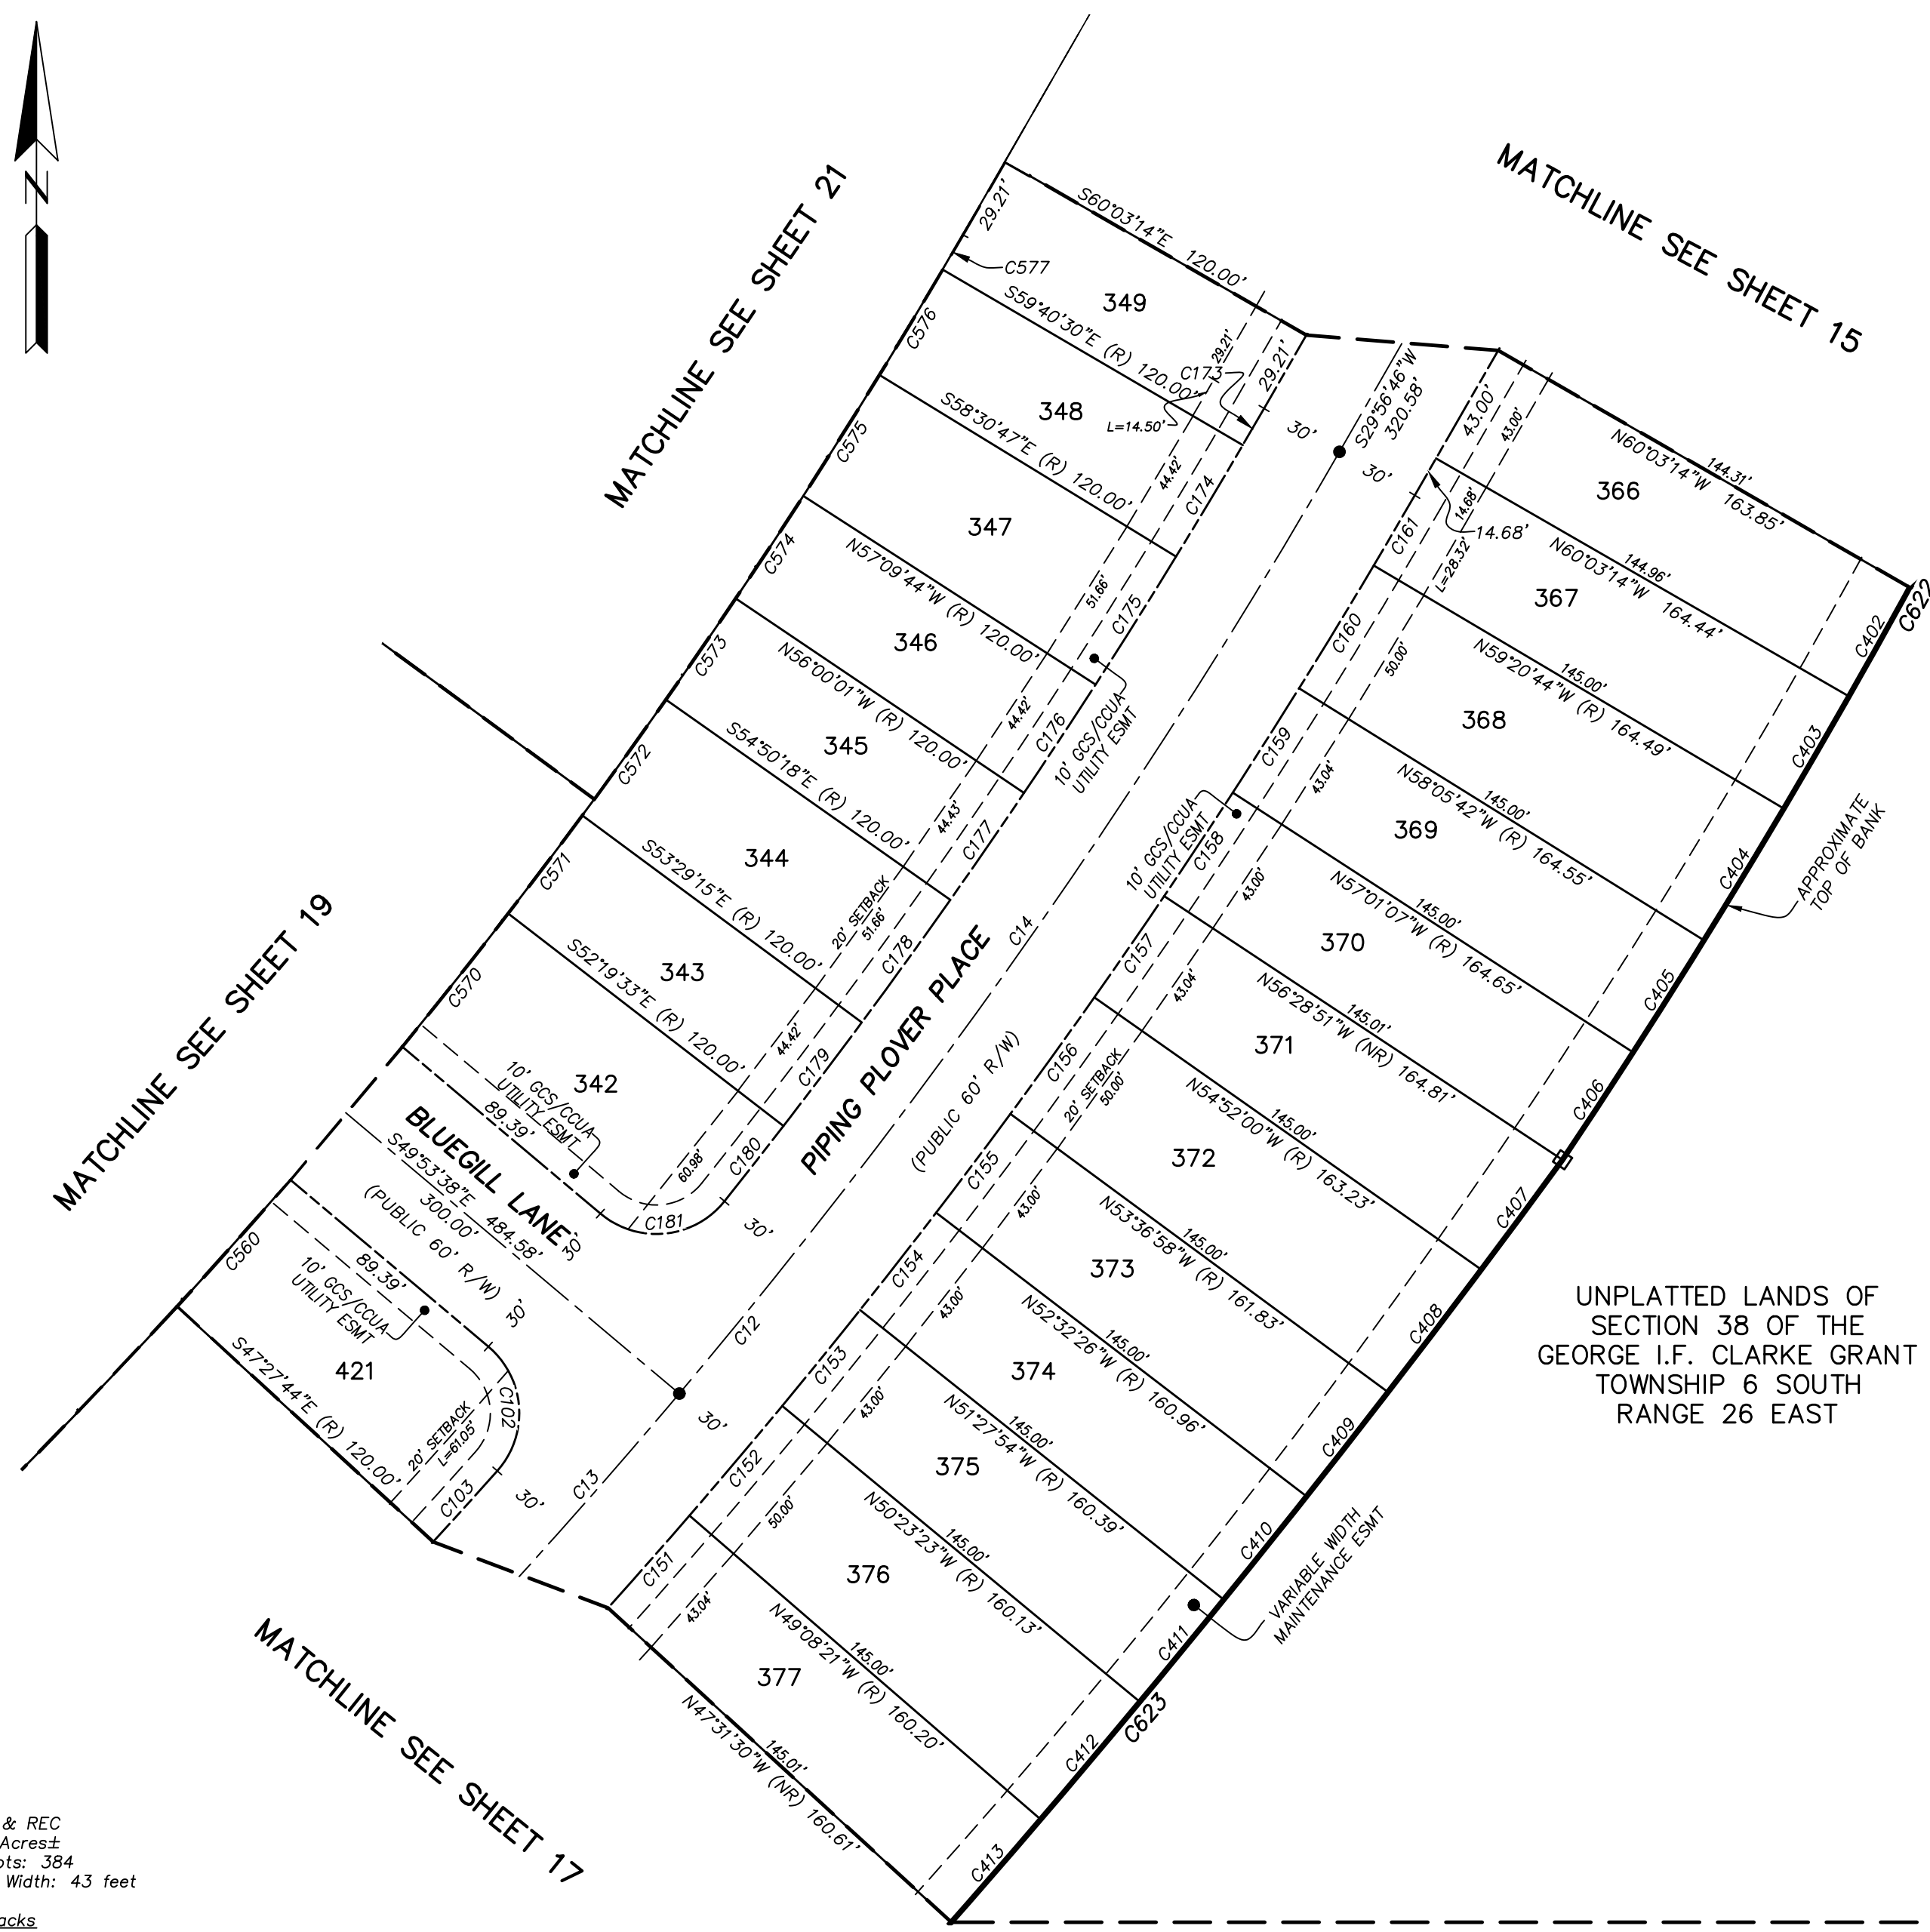 N
MATCHLINE SEE SHEET 21
MATCHLINE SEE SHEET 15
MATCHLINE SEE SHEET 19
MATCHLINE SEE SHEET 17
29.21'
C577
S60°03'14"E 120.00'
349
S59°40'30"E (R) 120.00'
29.21'
C173
29.21'
L=14.50'
C576
348
S58°30'47"E (R) 120.00'
44.42'
C174
C575
347
N57°09'44"W (R) 120.00'
51.66'
C175
C574
346
N56°00'01"W (R) 120.00'
44.42'
C176
10' GCS/CCUA
UTILITY ESMT
C573
345
S54°50'18"E (R) 120.00'
44.43'
C177
C572
344
S53°29'15"E (R) 120.00'
20' SETBACK
51.66'
C178
C571
343
S52°19'33"E (R) 120.00'
44.42'
C179
C570
342
10' GCS/CCUA
UTILITY ESMT
89.39'
60.98'
C180
C181
30'
BLUEGILL LANE
S49°53'38"E 484.58'
300.00'
(PUBLIC 60' R/W)
30'
30'
89.39'
10' GCS/CCUA
UTILITY ESMT
C560
421
S47°27'44"E (R) 120.00'
20' SETBACK
L=61.05'
C102
C103
30'
C13
30'
C12
PIPING PLOVER PLACE
(PUBLIC 60' R/W)
C14
S29°56'46"W
320.58'
30'
30'
43.00'
43.00'
366
N60°03'14"W 163.85'
144.31'
C622
C402
C161
14.68'
14.68'
L=28.32'
367
N60°03'14"W 164.44'
144.96'
C403
C160
50.00'
368
N59°20'44"W (R) 164.49'
145.00'
C404
APPROXIMATE
TOP OF BANK
C159
43.04'
369
N58°05'42"W (R) 164.55'
145.00'
C405
10' GCS/CCUA
UTILITY ESMT
C158
43.00'
370
N57°01'07"W (R) 164.65'
145.00'
C406
C157
43.04'
371
N56°28'51"W (NR) 164.81'
145.01'
C407
C156
20' SETBACK
50.00'
372
N54°52'00"W (R) 163.23'
145.00'
C408
C155
43.00'
373
N53°36'58"W (R) 161.83'
145.00'
C409
C154
43.00'
374
N52°32'26"W (R) 160.96'
145.00'
C410
C153
43.00'
375
N51°27'54"W (R) 160.39'
145.00'
C411
VARIABLE WIDTH
MAINTENANCE ESMT
C152
50.00'
376
N50°23'23"W (R) 160.13'
145.00'
C623
C412
C151
43.04'
377
N49°08'21"W (R) 160.20'
145.00'
C413
N47°31'30"W (NR) 160.61'
145.01'
UNPLATTED LANDS OF
SECTION 38 OF THE
GEORGE I.F. CLARKE GRANT
TOWNSHIP 6 SOUTH
RANGE 26 EAST
& REC
Acres±
ots: 384
Width: 43 feet
acks